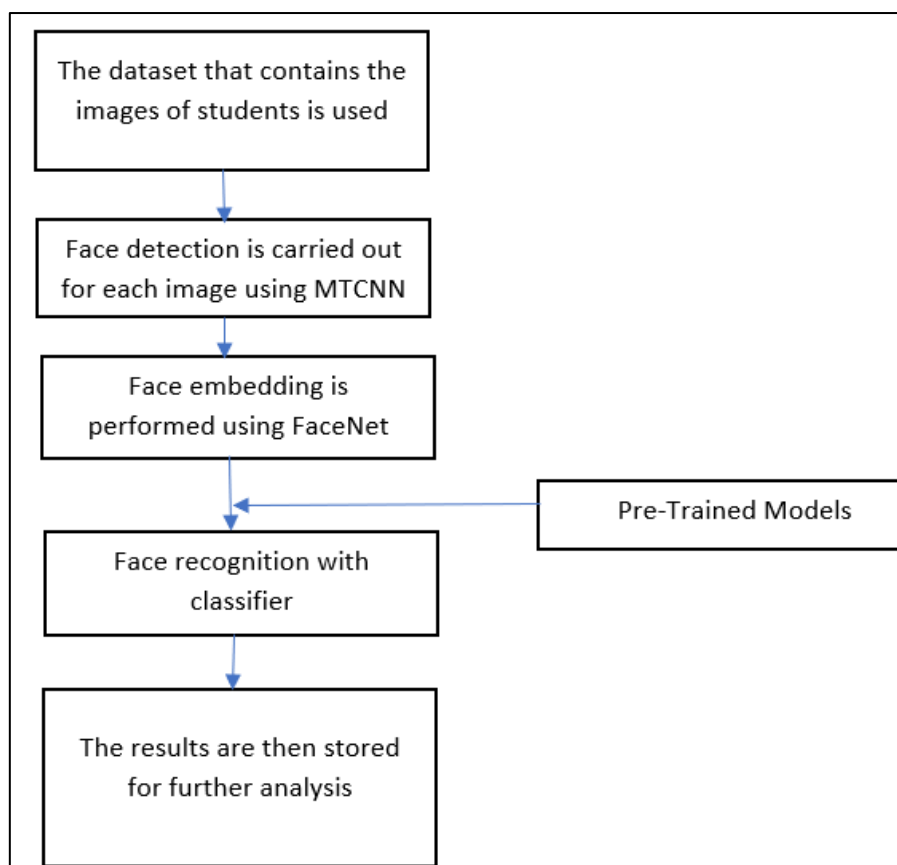 The dataset that contains the
images of students is used
Face detection is carried out
for each image using MTCNN
Face embedding is
performed using FaceNet
Pre-Trained Models
Face recognition with
classifier
The results are then stored
for further analysis